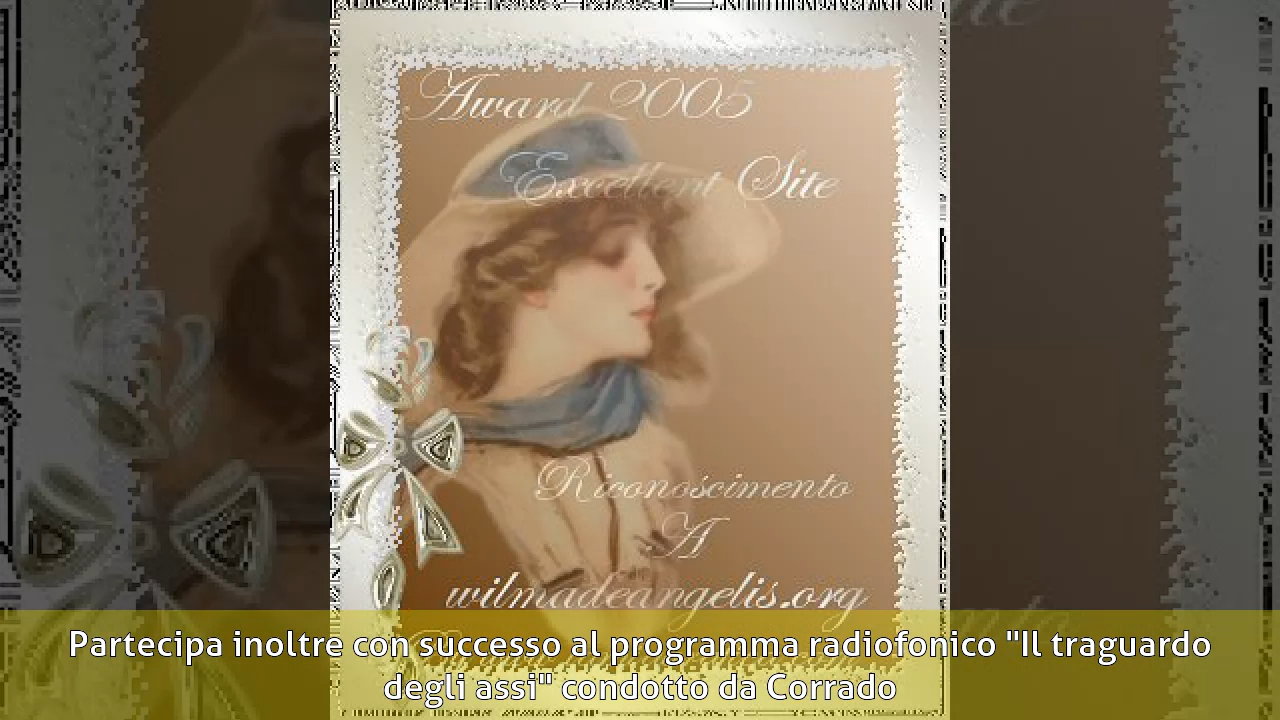 Award 2005
Excellent Site
Riconoscimento
A
wilmadeangelis.org
Partecipa inoltre con successo al programma radiofonico "Il traguardo
degli assi" condotto da Corrado